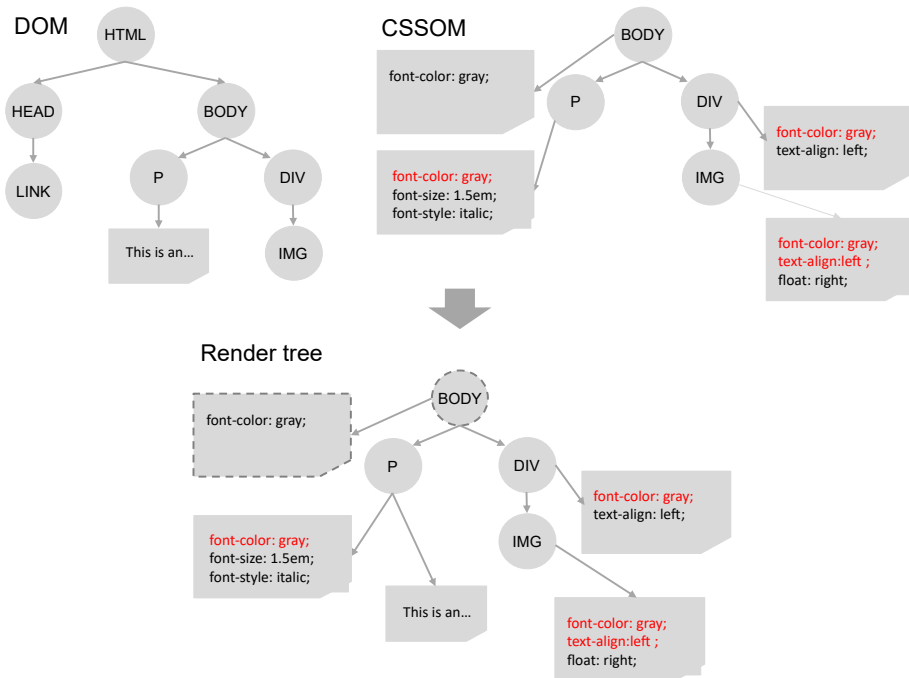 DOM
HTML
HEAD
BODY
LINK
P
DIV
This is an…
IMG
CSSOM
BODY
font-color: gray;
P
DIV
font-color: gray;
text-align: left;
font-color: gray;
font-size: 1.5em;
font-style: italic;
IMG
font-color: gray;
text-align:left ;
float: right;
Render tree
BODY
font-color: gray;
P
DIV
font-color: gray;
text-align: left;
font-color: gray;
font-size: 1.5em;
font-style: italic;
IMG
This is an…
font-color: gray;
text-align:left ;
float: right;